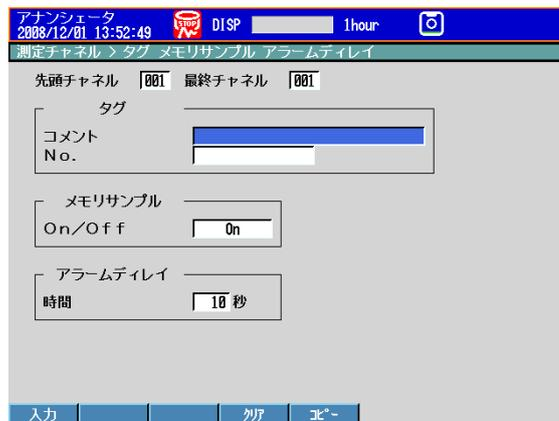 アナンシェータ
2008/12/01 13:52:49 STOP DISP 1hour
測定チャネル > タグ メモリサンプル アラームディレイ
先頭チャネル 001 最終チャネル 001
タグ
コメント
No.
メモリサンプル
On/Off On
アラームディレイ
時間 10 秒
入力 クリア コピー